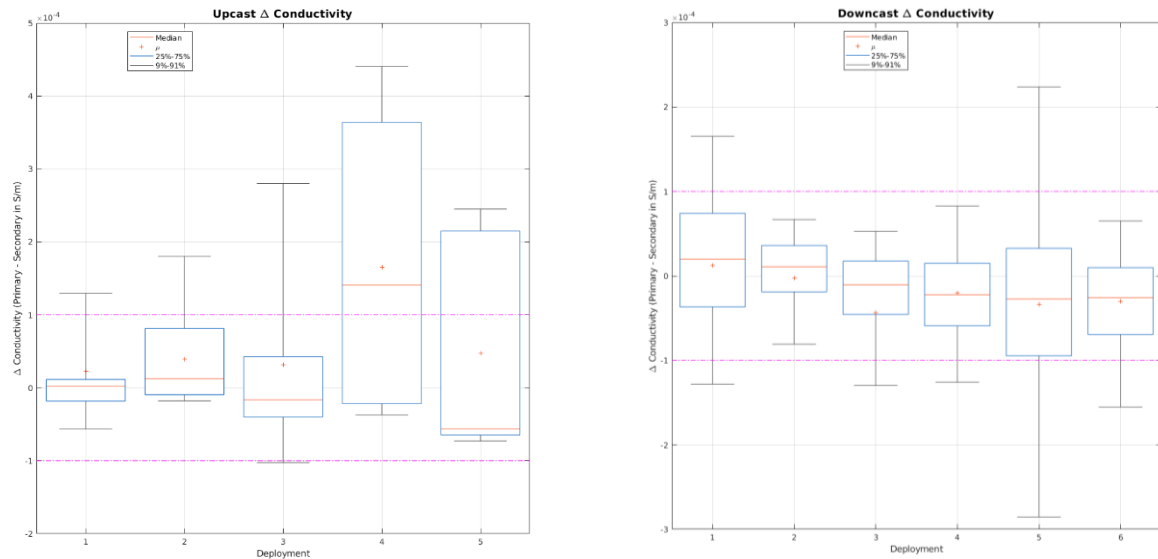 Upcast Δ Conductivity
×10⁻⁴
Median
μ
25%-75%
9%-91%
5
4
3
2
1
0
-1
-2
Δ Conductivity (Primary - Secondary in S/m)
1 2 3 4 5
Deployment
Downcast Δ Conductivity
×10⁻⁴
Median
μ
25%-75%
9%-91%
3
2
1
0
-1
-2
-3
Δ Conductivity (Primary - Secondary in S/m)
1 2 3 4 5 6
Deployment